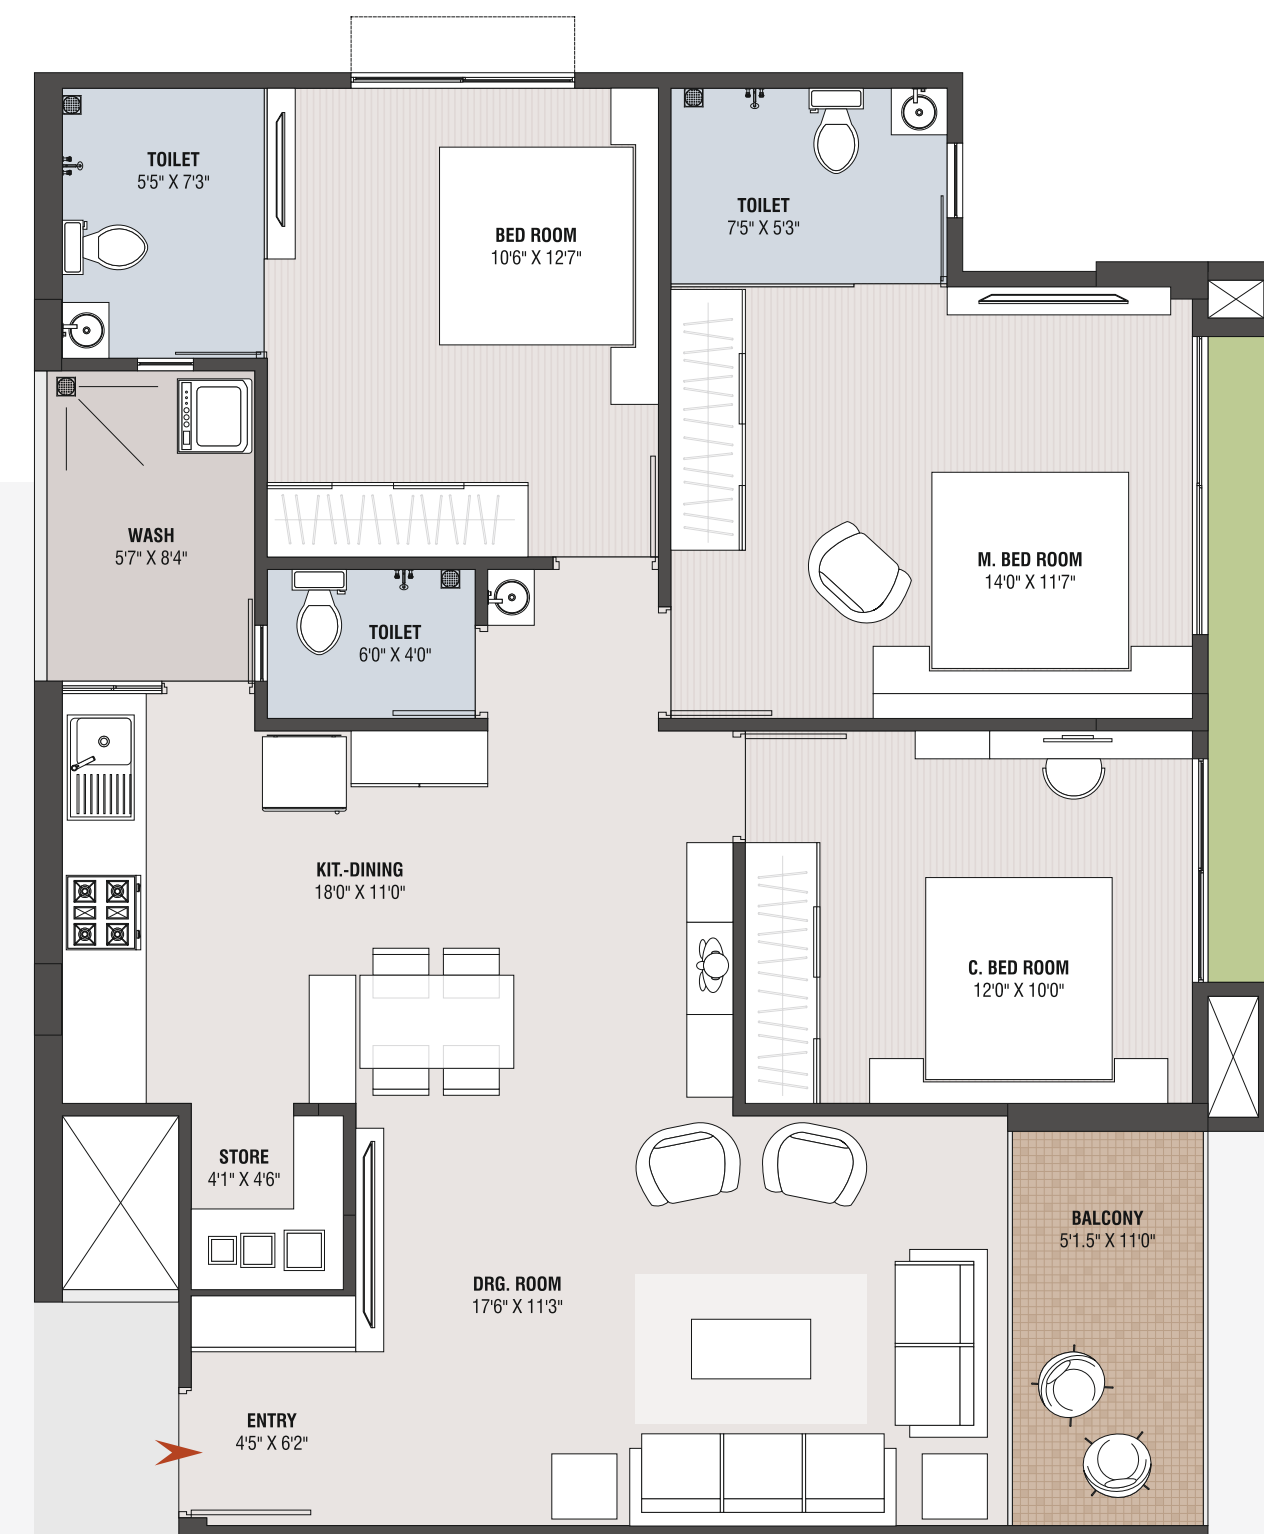 TOILET
5'5" X 7'3"
BED ROOM
10'6" X 12'7"
TOILET
7'5" X 5'3"
WASH
5'7" X 8'4"
M. BED ROOM
14'0" X 11'7"
TOILET
6'0" X 4'0"
KIT.-DINING
18'0" X 11'0"
C. BED ROOM
12'0" X 10'0"
STORE
4'1" X 4'6"
BALCONY
5'1.5" X 11'0"
DRG. ROOM
17'6" X 11'3"
ENTRY
4'5" X 6'2"